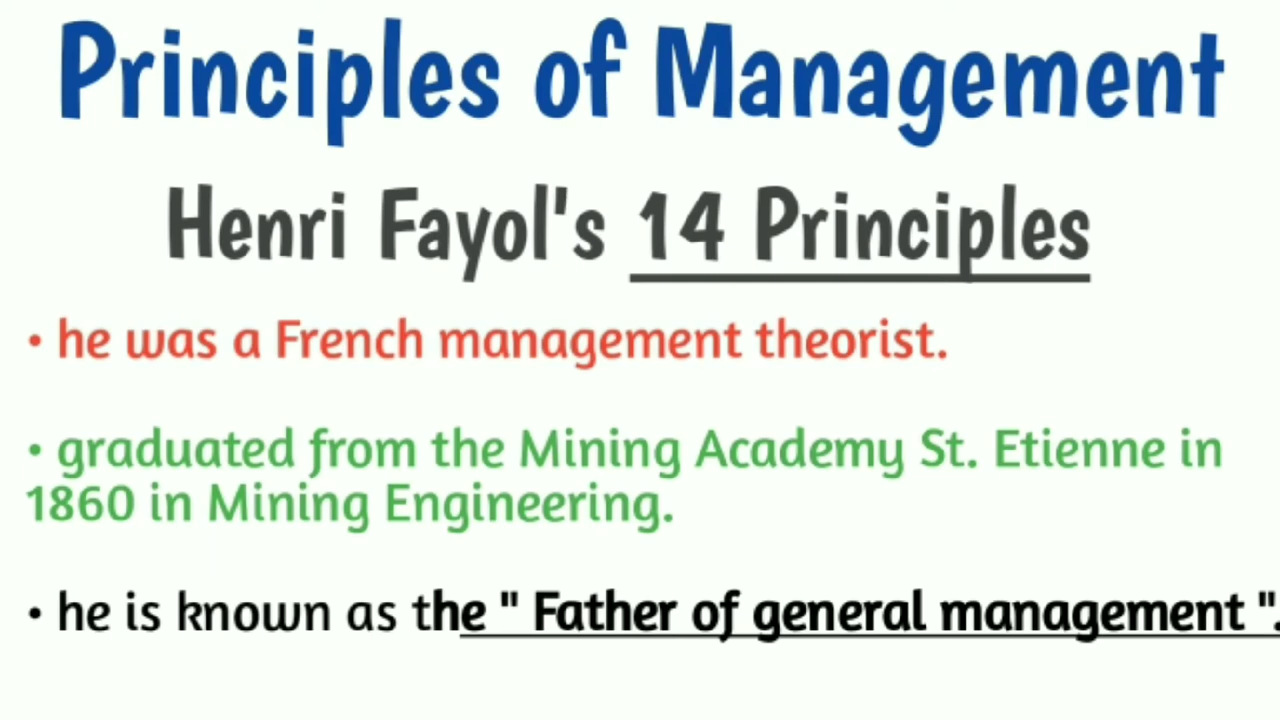 Principles of Management
Henri Fayol's 14 Principles
• he was a French management theorist.
• graduated from the Mining Academy St. Etienne in
1860 in Mining Engineering.
• he is known as the " Father of general management ".